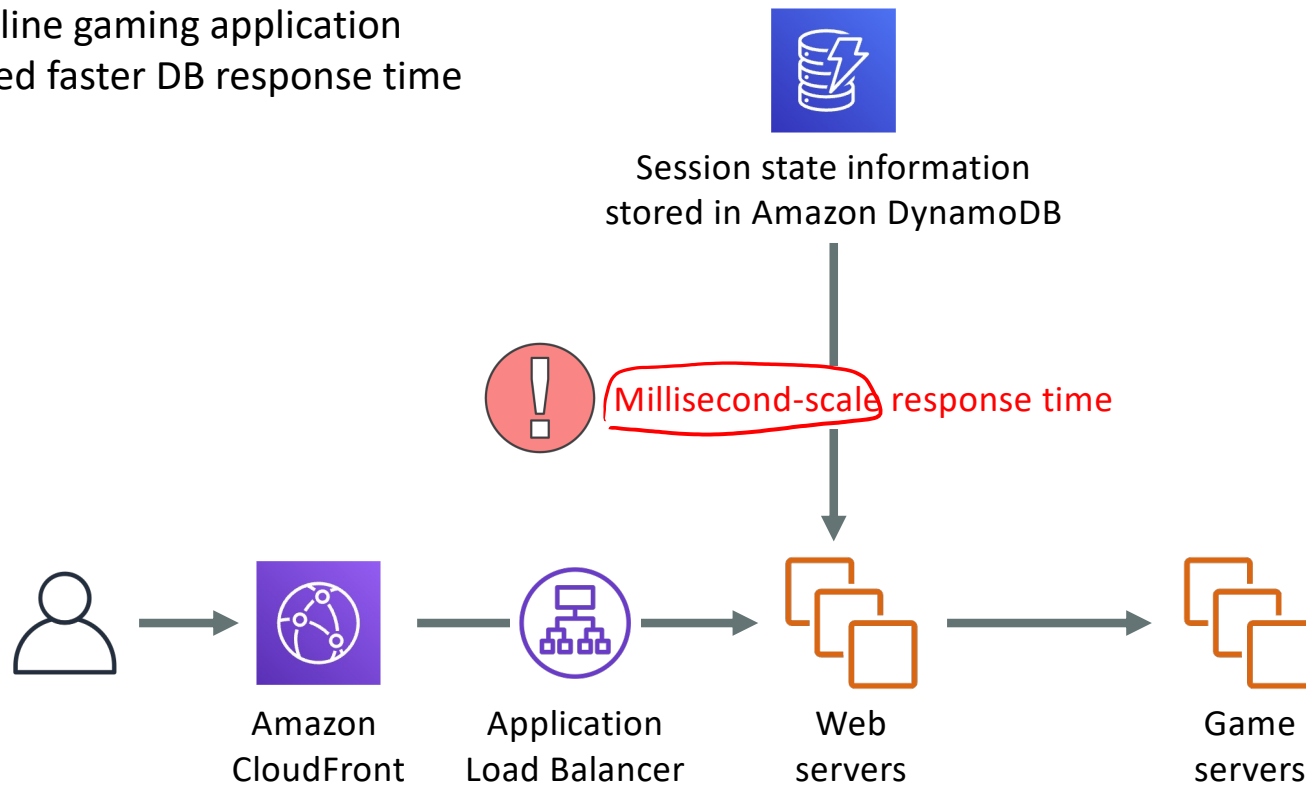 line gaming application
ed faster DB response time
Session state information
stored in Amazon DynamoDB
! Millisecond-scale response time
Amazon
CloudFront
Application
Load Balancer
Web
servers
Game
servers